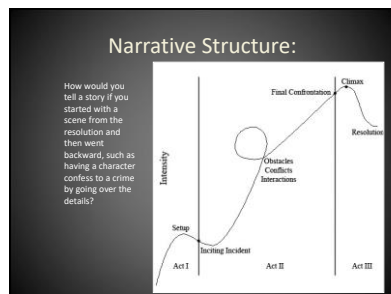 Narrative Structure:
How would you
tell a story if you
started with a
scene from the
resolution and
then went
backward, such as
having a character
confess to a crime
by going over the
details?
Climax
Final Confrontation
Resolution
Obstacles
Conflicts
Interactions
Intensity
Setup
Inciting Incident
Act I
Act II
Act III